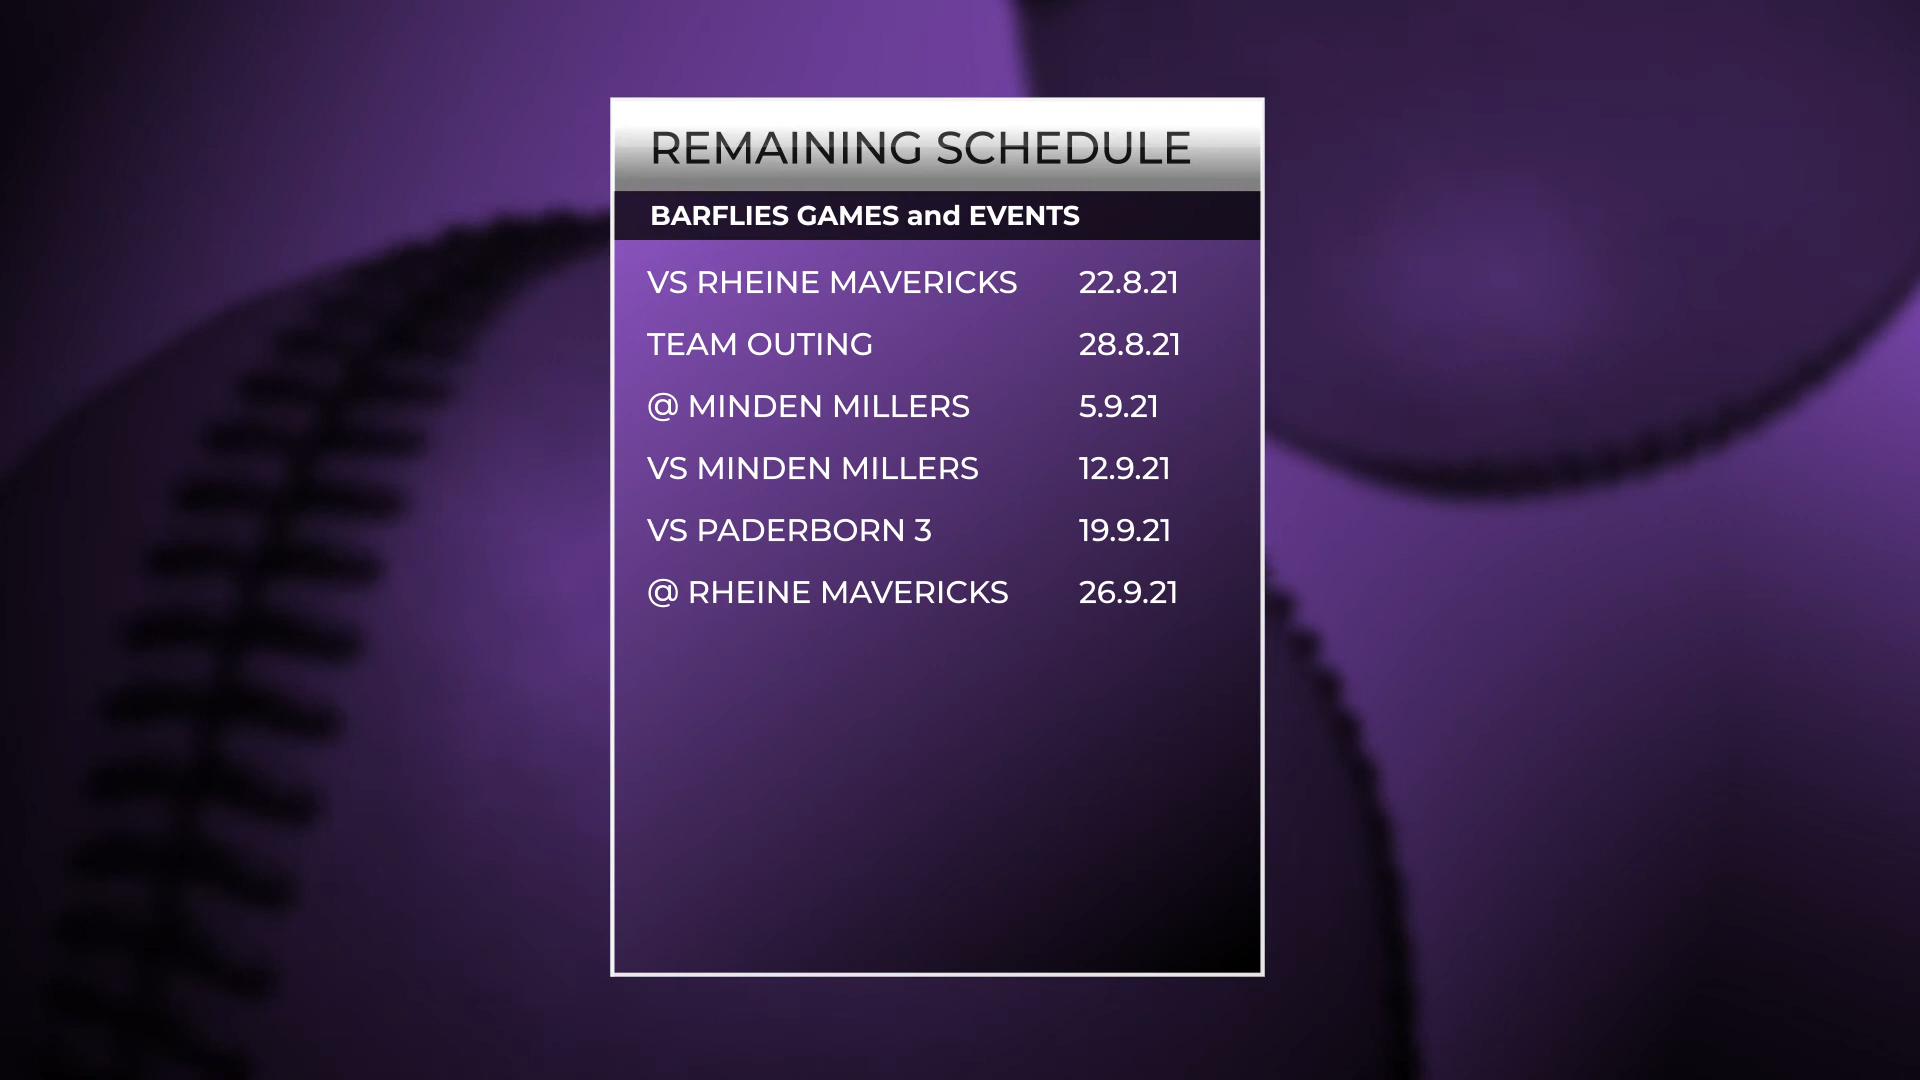 REMAINING SCHEDULE
BARFLIES GAMES and EVENTS
VS RHEINE MAVERICKS 22.8.21
TEAM OUTING 28.8.21
@ MINDEN MILLERS 5.9.21
VS MINDEN MILLERS 12.9.21
VS PADERBORN 3 19.9.21
@ RHEINE MAVERICKS 26.9.21